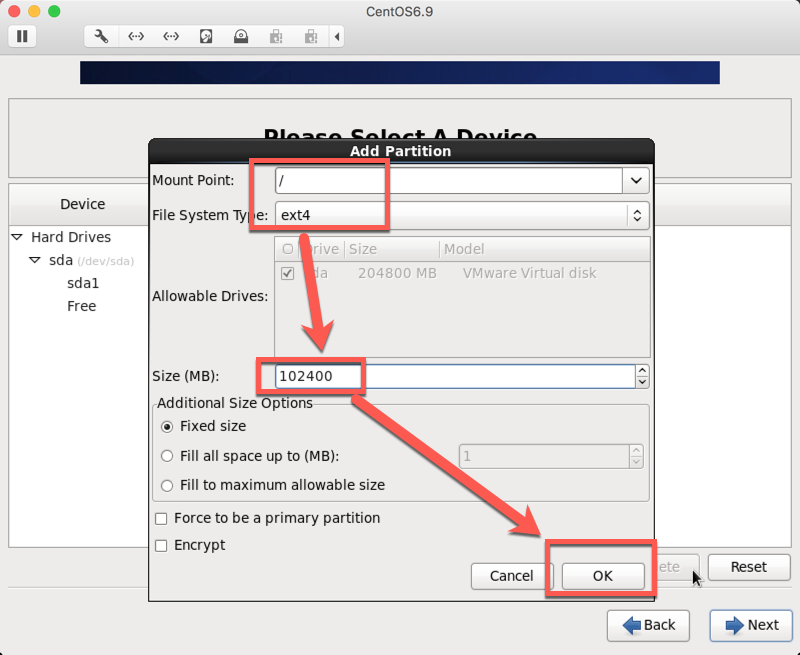 CentOS6.9
Please Select A Device
Add Partition
Mount Point: /
File System Type: ext4
Drive Size Model
sda 204800 MB VMware Virtual disk
Allowable Drives:
Size (MB): 102400
Additional Size Options
Fixed size
Fill all space up to (MB): 1
Fill to maximum allowable size
Force to be a primary partition
Encrypt
Cancel OK
Device
Hard Drives
sda (/dev/sda)
sda1
Free
ete Reset
Back Next